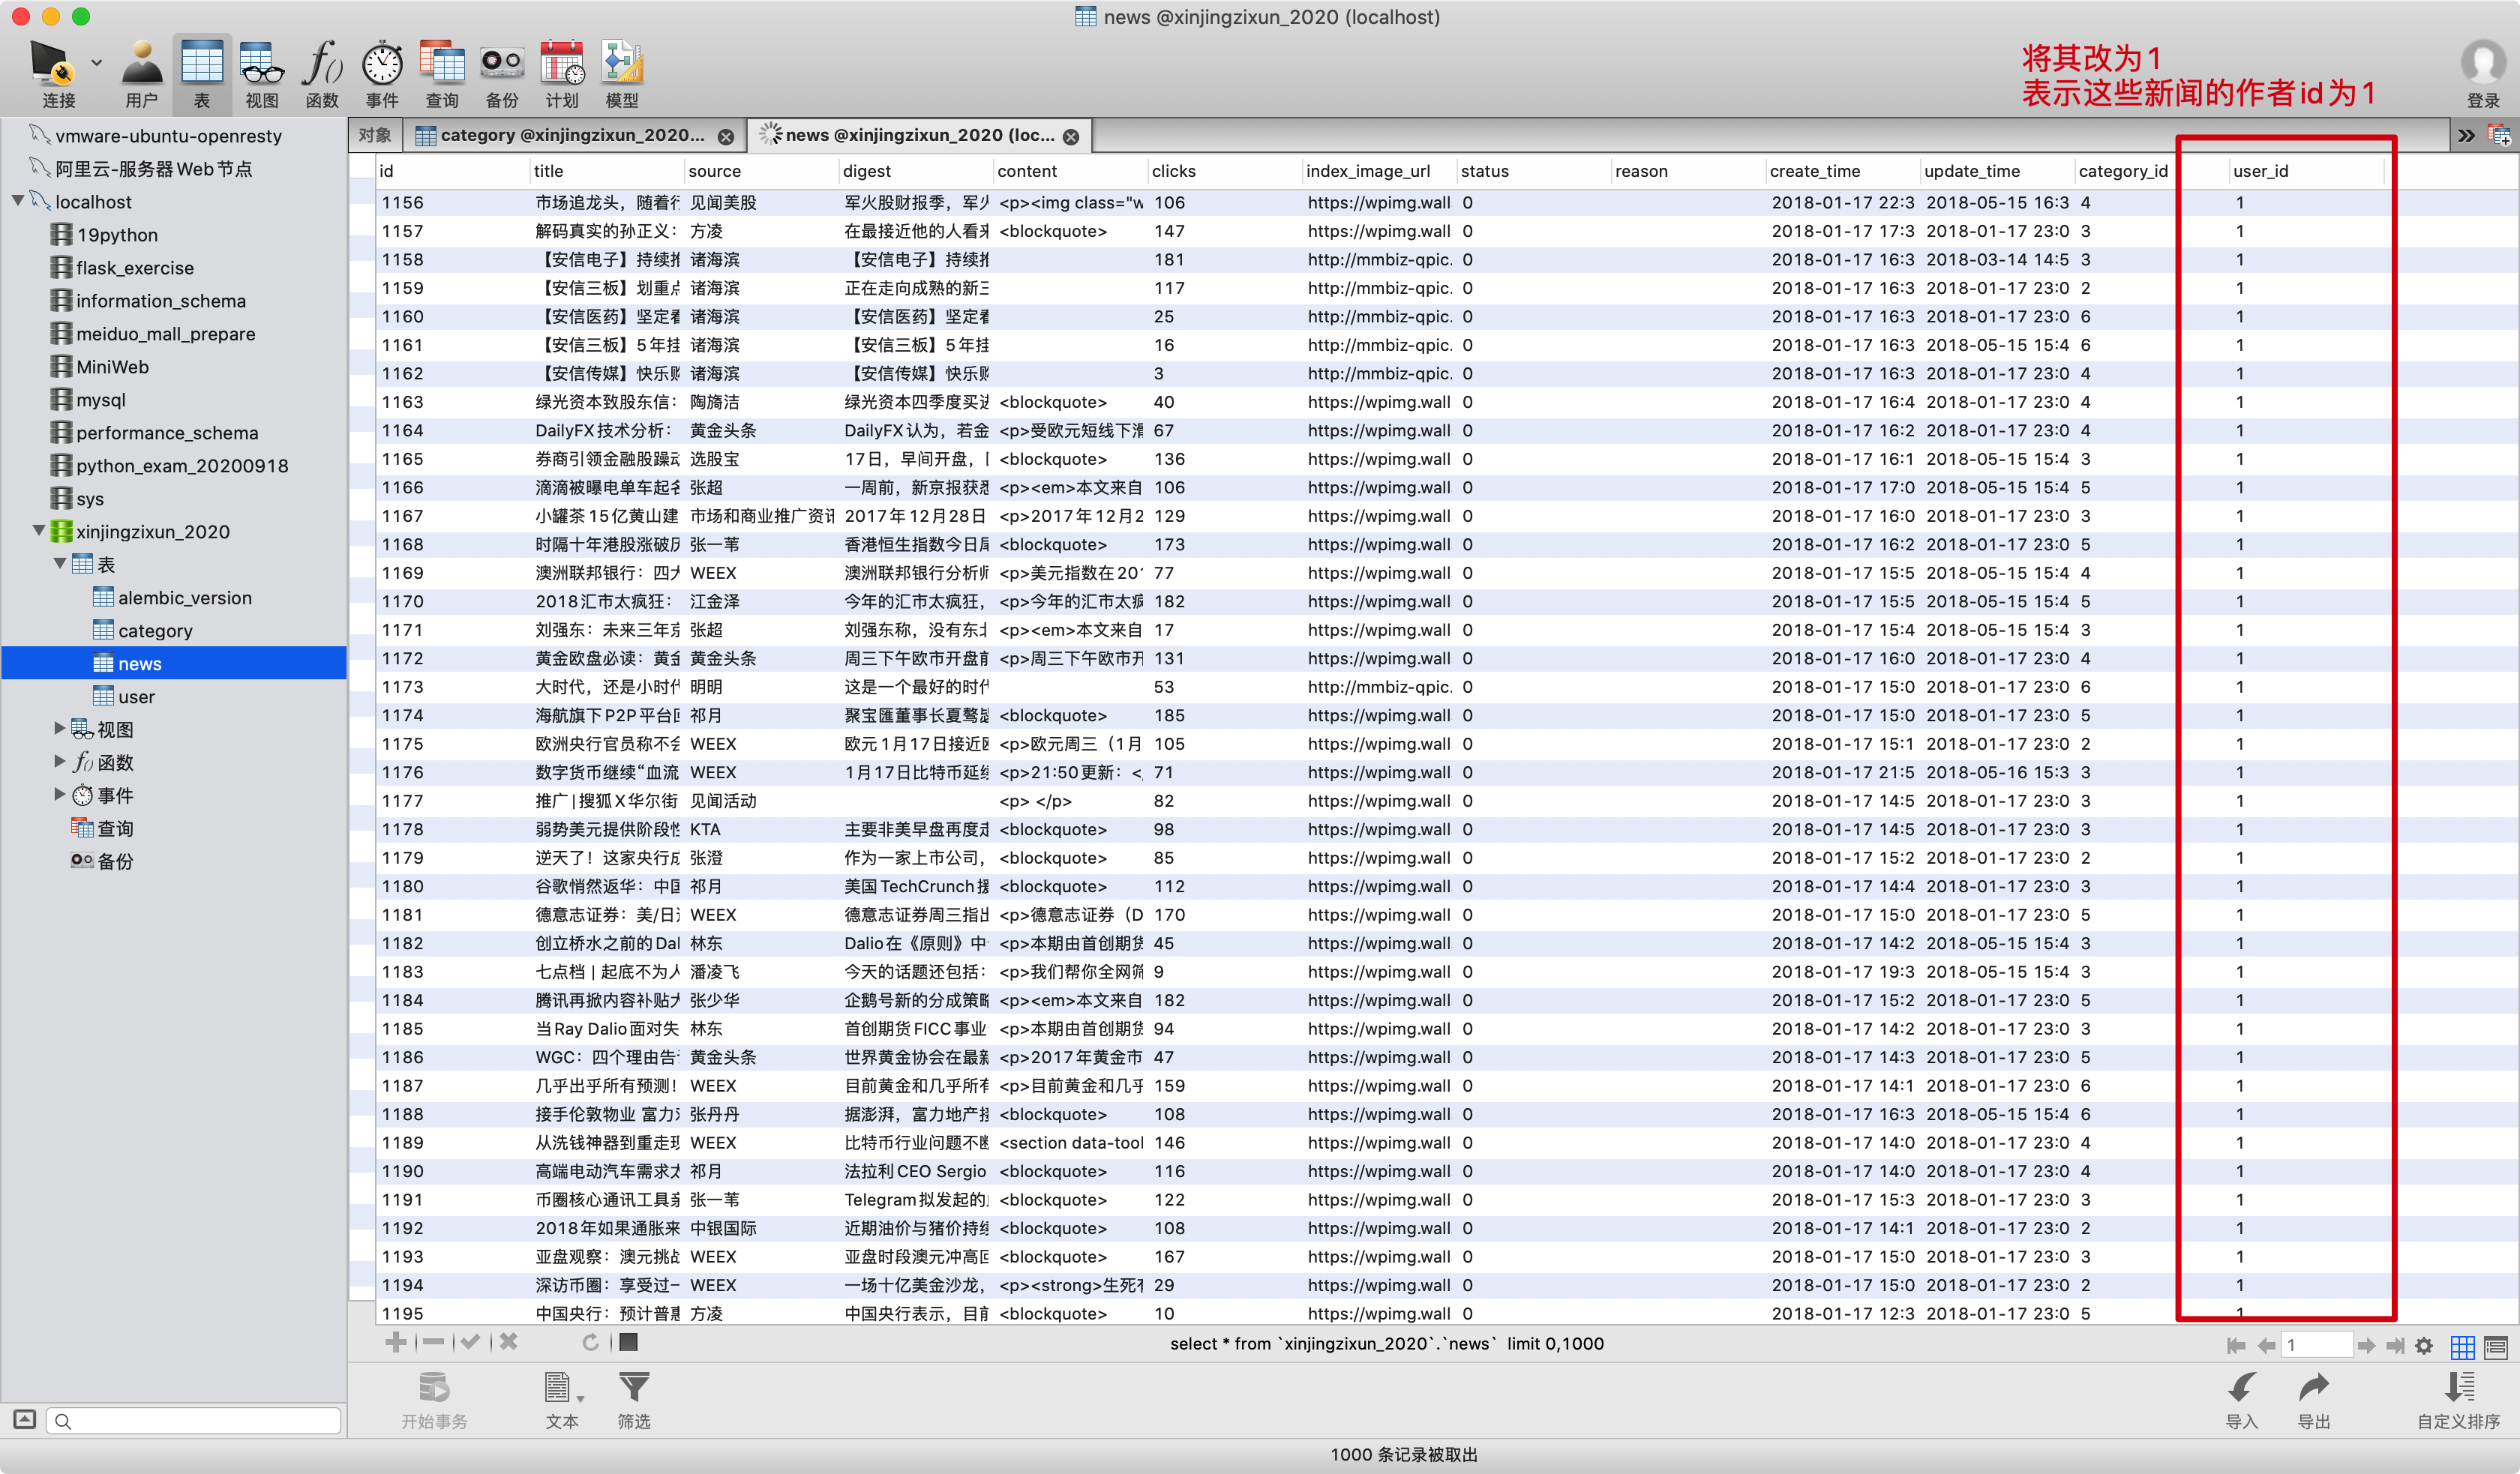 news @xinjingzixun_2020 (localhost)
连接 用户 表 视图 函数 事件 查询 备份 计划 模型 登录
将其改为1
表示这些新闻的作者id为1
对象 category @xinjingzixun_2020... news @xinjingzixun_2020 (loc...
vmware-ubuntu-openresty
阿里云-服务器Web节点
localhost
19python
flask_exercise
information_schema
meiduo_mall_prepare
MiniWeb
mysql
performance_schema
python_exam_20200918
sys
xinjingzixun_2020
表
alembic_version
category
news
user
视图
函数
事件
查询
备份
id title source digest content clicks index_image_url status reason create_time update_time category_id user_id
1156 市场追龙头，随着行 见闻美股 军火股财报季，军火 <p><img class="w 106 https://wpimg.wall 0 2018-01-17 22:3 2018-05-15 16:3 4 1
1157 解码真实的孙正义： 方凌 在最接近他的人看来 <blockquote> 147 https://wpimg.wall 0 2018-01-17 17:3 2018-01-17 23:0 3 1
1158 【安信电子】持续推 诸海滨 【安信电子】持续推 181 http://mmbiz-qpic. 0 2018-01-17 16:3 2018-03-14 14:5 3 1
1159 【安信三板】划重点 诸海滨 正在走向成熟的新三 117 http://mmbiz-qpic. 0 2018-01-17 16:3 2018-01-17 23:0 2 1
1160 【安信医药】坚定看 诸海滨 【安信医药】坚定看 25 http://mmbiz-qpic. 0 2018-01-17 16:3 2018-01-17 23:0 6 1
1161 【安信三板】5年挂 诸海滨 【安信三板】5年挂 16 http://mmbiz-qpic. 0 2018-01-17 16:3 2018-05-15 15:4 6 1
1162 【安信传媒】快乐购 诸海滨 【安信传媒】快乐购 3 http://mmbiz-qpic. 0 2018-01-17 16:3 2018-01-17 23:0 4 1
1163 绿光资本致股东信： 陶旖洁 绿光资本四季度买进 <blockquote> 40 https://wpimg.wall 0 2018-01-17 16:4 2018-01-17 23:0 4 1
1164 DailyFX技术分析： 黄金头条 DailyFX认为，若金 <p>受欧元短线下滑 67 https://wpimg.wall 0 2018-01-17 16:2 2018-01-17 23:0 4 1
1165 券商引领金融股躁动 选股宝 17日，早间开盘， <blockquote> 136 https://wpimg.wall 0 2018-01-17 16:1 2018-05-15 15:4 3 1
1166 滴滴被曝电单车起名 张超 一周前，新京报获悉 <p><em>本文来自 106 https://wpimg.wall 0 2018-01-17 17:0 2018-05-15 15:4 5 1
1167 小罐茶15亿黄山建 市场和商业推广资讯 2017年12月28日 <p>2017年12月2 129 https://wpimg.wall 0 2018-01-17 16:0 2018-01-17 23:0 3 1
1168 时隔十年港股涨破历 张一苇 香港恒生指数今日尾 <blockquote> 173 https://wpimg.wall 0 2018-01-17 16:2 2018-01-17 23:0 5 1
1169 澳洲联邦银行：四大 WEEX 澳洲联邦银行分析师 <p>美元指数在201 77 https://wpimg.wall 0 2018-01-17 15:5 2018-05-15 15:4 4 1
1170 2018汇市太疯狂： 江金泽 今年的汇市太疯狂， <p>今年的汇市太疯 182 https://wpimg.wall 0 2018-01-17 15:5 2018-05-15 15:4 5 1
1171 刘强东：未来三年京 张超 刘强东称，没有东北 <p><em>本文来自 17 https://wpimg.wall 0 2018-01-17 15:4 2018-05-15 15:4 3 1
1172 黄金欧盘必读：黄金 黄金头条 周三下午欧市开盘前 <p>周三下午欧市开 131 https://wpimg.wall 0 2018-01-17 16:0 2018-01-17 23:0 4 1
1173 大时代，还是小时代 明明 这是一个最好的时代 53 http://mmbiz-qpic. 0 2018-01-17 15:0 2018-01-17 23:0 6 1
1174 海航旗下P2P平台回 祁月 聚宝匯董事长夏骜 <blockquote> 185 https://wpimg.wall 0 2018-01-17 15:0 2018-01-17 23:0 5 1
1175 欧洲央行官员称不会 WEEX 欧元1月17日接近欧 <p>欧元周三（1月 105 https://wpimg.wall 0 2018-01-17 15:1 2018-01-17 23:0 2 1
1176 数字货币继续“血流 WEEX 1月17日比特币延续 <p>21:50更新：</ 71 https://wpimg.wall 0 2018-01-17 21:5 2018-05-16 15:3 3 1
1177 推广|搜狐X华尔街 见闻活动 <p> </p> 82 https://wpimg.wall 0 2018-01-17 14:5 2018-01-17 23:0 3 1
1178 弱势美元提供阶段性 KTA 主要非美早盘再度走 <blockquote> 98 https://wpimg.wall 0 2018-01-17 14:5 2018-01-17 23:0 3 1
1179 逆天了！这家央行成 张澄 作为一家上市公司， <blockquote> 85 https://wpimg.wall 0 2018-01-17 15:2 2018-01-17 23:0 2 1
1180 谷歌悄然返华：中国 祁月 美国TechCrunch援 <blockquote> 112 https://wpimg.wall 0 2018-01-17 14:4 2018-01-17 23:0 3 1
1181 德意志证券：美/日 WEEX 德意志证券周三指出 <p>德意志证券（D 170 https://wpimg.wall 0 2018-01-17 15:0 2018-01-17 23:0 5 1
1182 创立桥水之前的Dal 林东 Dalio在《原则》中 <p>本期由首创期货 45 https://wpimg.wall 0 2018-01-17 14:2 2018-05-15 15:4 3 1
1183 七点档 | 起底不为人 潘凌飞 今天的话题还包括： <p>我们帮你全网筛 9 https://wpimg.wall 0 2018-01-17 19:3 2018-05-15 15:4 3 1
1184 腾讯再掀内容补贴大 张少华 企鹅号新的分成策略 <p><em>本文来自 182 https://wpimg.wall 0 2018-01-17 15:2 2018-01-17 23:0 5 1
1185 当Ray Dalio面对失 林东 首创期货FICC事业 <p>本期由首创期货 94 https://wpimg.wall 0 2018-01-17 14:2 2018-01-17 23:0 3 1
1186 WGC：四个理由告 黄金头条 世界黄金协会在最新 <p>2017年黄金市 47 https://wpimg.wall 0 2018-01-17 14:3 2018-01-17 23:0 5 1
1187 几乎出乎所有预测！ WEEX 目前黄金和几乎所有 <p>目前黄金和几乎 159 https://wpimg.wall 0 2018-01-17 14:1 2018-01-17 23:0 6 1
1188 接手伦敦物业 富力 张丹丹 据澎湃，富力地产接 <blockquote> 108 https://wpimg.wall 0 2018-01-17 16:3 2018-05-15 15:4 6 1
1189 从洗钱神器到重走现 WEEX 比特币行业问题不断 <section data-tool 146 https://wpimg.wall 0 2018-01-17 14:0 2018-01-17 23:0 4 1
1190 高端电动汽车需求太 祁月 法拉利CEO Sergio <blockquote> 116 https://wpimg.wall 0 2018-01-17 14:0 2018-01-17 23:0 4 1
1191 币圈核心通讯工具亲 张一苇 Telegram拟发起的 <blockquote> 122 https://wpimg.wall 0 2018-01-17 15:3 2018-01-17 23:0 3 1
1192 2018年如果通胀来 中银国际 近期油价与猪价持续 <blockquote> 108 https://wpimg.wall 0 2018-01-17 14:1 2018-01-17 23:0 2 1
1193 亚盘观察：澳元挑战 WEEX 亚盘时段澳元冲高回 <blockquote> 167 https://wpimg.wall 0 2018-01-17 15:0 2018-01-17 23:0 3 1
1194 深访币圈：享受过一 WEEX 一场十亿美金沙龙， <p><strong>生死有 29 https://wpimg.wall 0 2018-01-17 15:0 2018-01-17 23:0 2 1
1195 中国央行：预计普惠 方凌 中国央行表示，目前 <blockquote> 10 https://wpimg.wall 0 2018-01-17 12:3 2018-01-17 23:0 5 1
select * from `xinjingzixun_2020`.`news` limit 0,1000 1
开始事务 文本 筛选 导入 导出 自定义排序
1000 条记录被取出